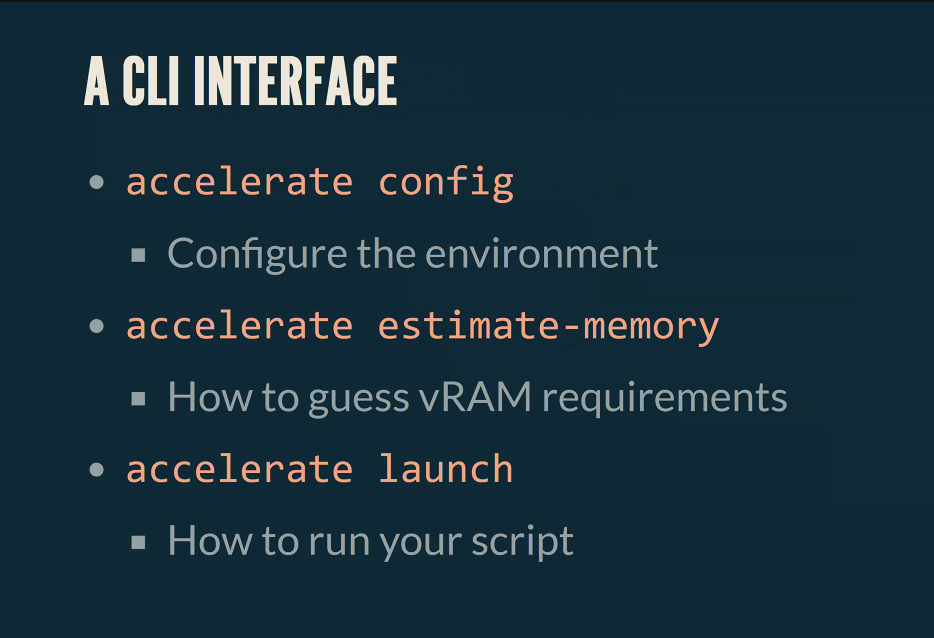 A CLI INTERFACE
• accelerate config
▪ Configure the environment
• accelerate estimate-memory
▪ How to guess vRAM requirements
• accelerate launch
▪ How to run your script